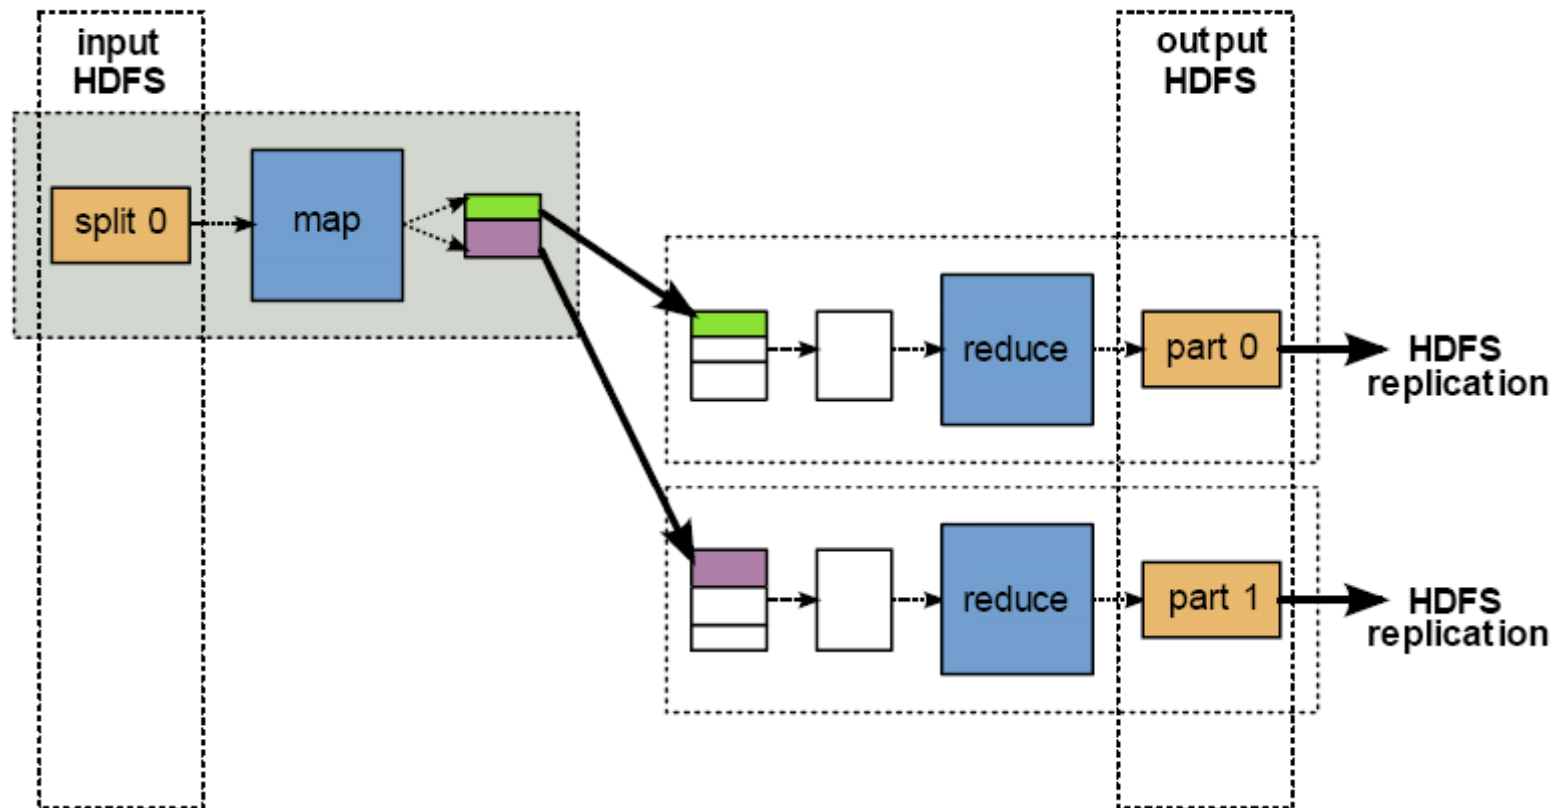 input
HDFS
output
HDFS
split 0
map
reduce
part 0
HDFS
replication
reduce
part 1
HDFS
replication